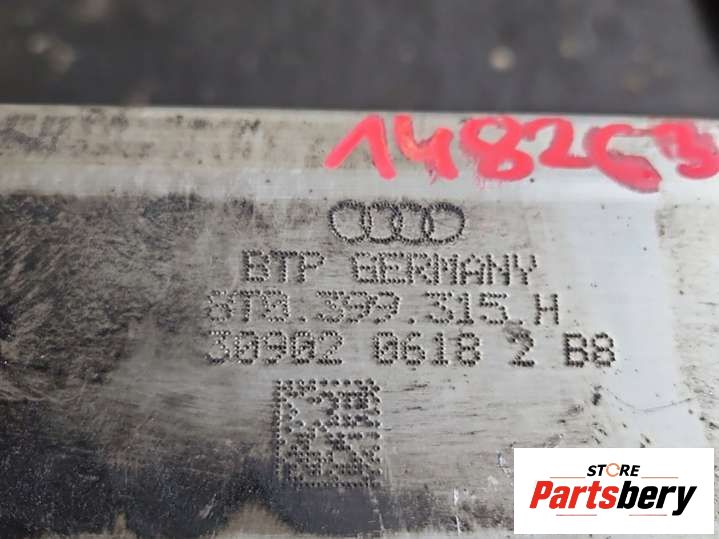 148263
BTP GERMANY
8T0.399.315 H
30902 0618 2 B8
STORE
Partsbery